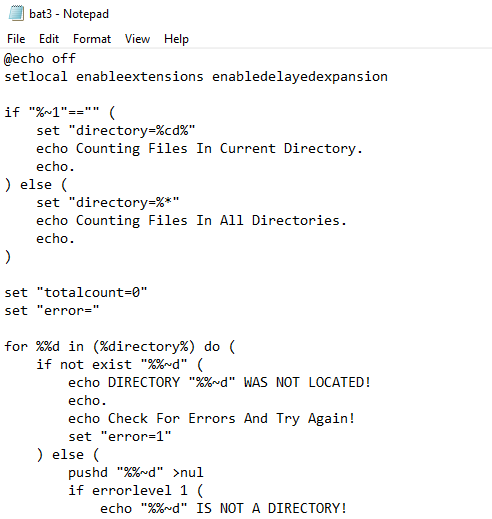 bat3 - Notepad
File Edit Format View Help
@echo off
setlocal enableextensions enabledelayedexpansion

if "%~1"=="" (
    set "directory=%cd%"
    echo Counting Files In Current Directory.
    echo.
) else (
    set "directory=%*"
    echo Counting Files In All Directories.
    echo.
)

set "totalcount=0"
set "error="

for %%d in (%directory%) do (
    if not exist "%%~d" (
        echo DIRECTORY "%%~d" WAS NOT LOCATED!
        echo.
        echo Check For Errors And Try Again!
        set "error=1"
    ) else (
        pushd "%%~d" >nul
        if errorlevel 1 (
            echo "%%~d" IS NOT A DIRECTORY!